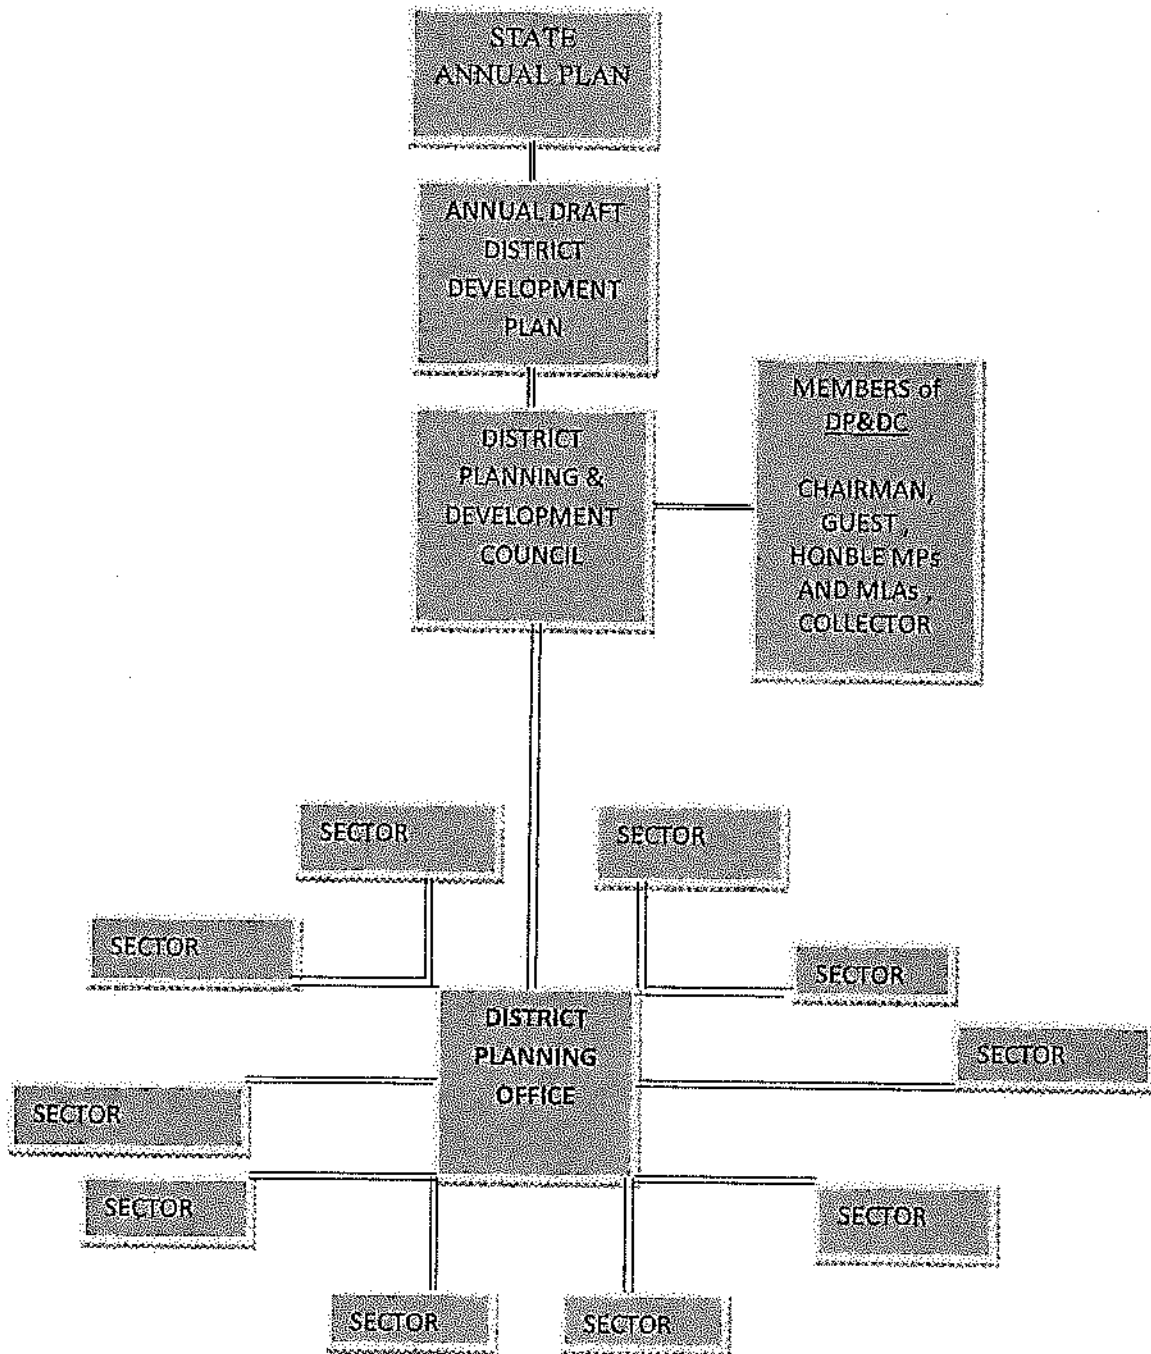 STATE
ANNUAL PLAN
ANNUAL DRAFT
DISTRICT
DEVELOPMENT
PLAN
DISTRICT
PLANNING &
DEVELOPMENT
COUNCIL
MEMBERS of
DP&DC
CHAIRMAN,
GUEST ,
HONBLE MPs
AND MLAs ,
COLLECTOR
SECTOR
SECTOR
SECTOR
SECTOR
DISTRICT
PLANNING
OFFICE
SECTOR
SECTOR
SECTOR
SECTOR
SECTOR
SECTOR